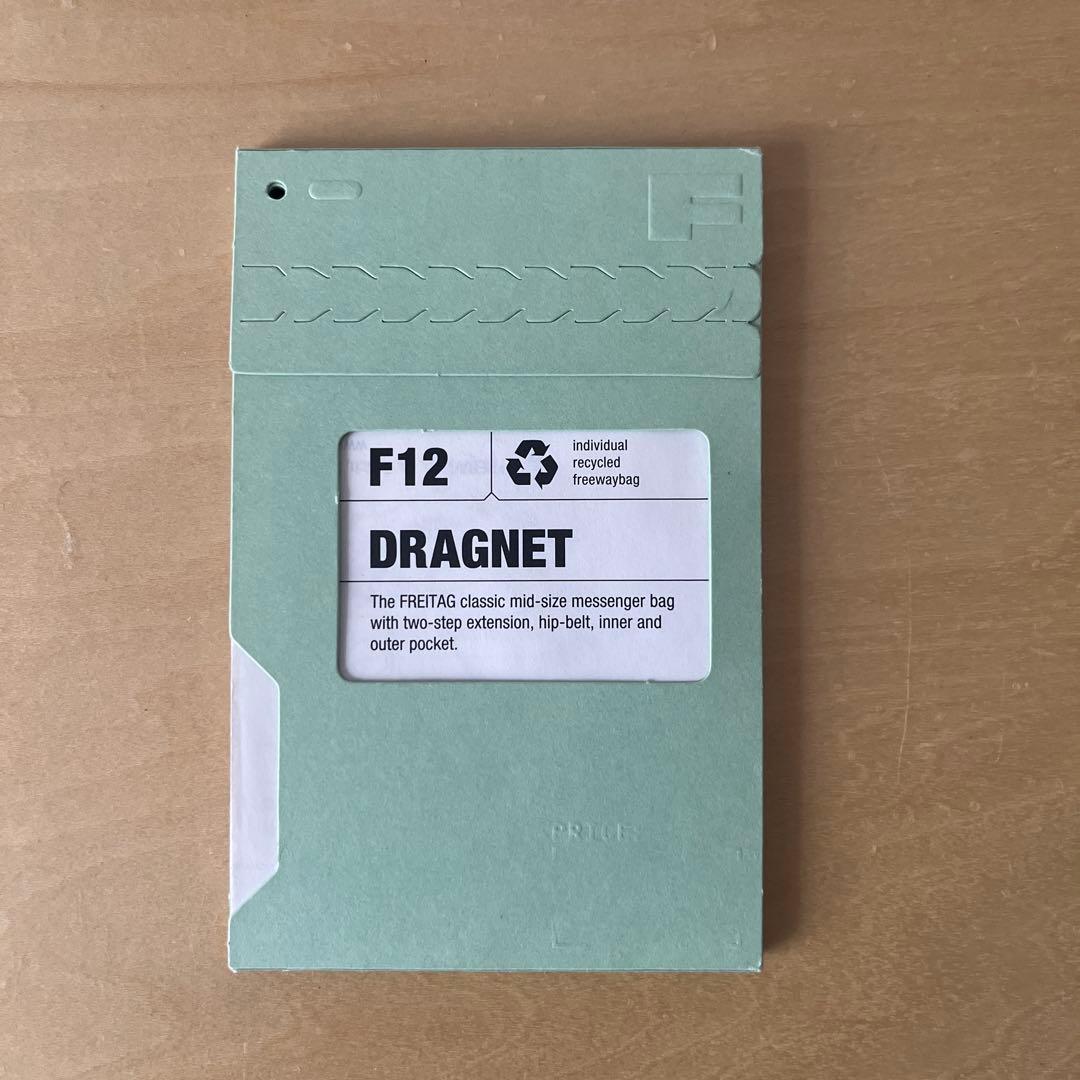 F
F12
individual
recycled
freewaybag
DRAGNET
The FREITAG classic mid-size messenger bag
with two-step extension, hip-belt, inner and
outer pocket.
PRICE: